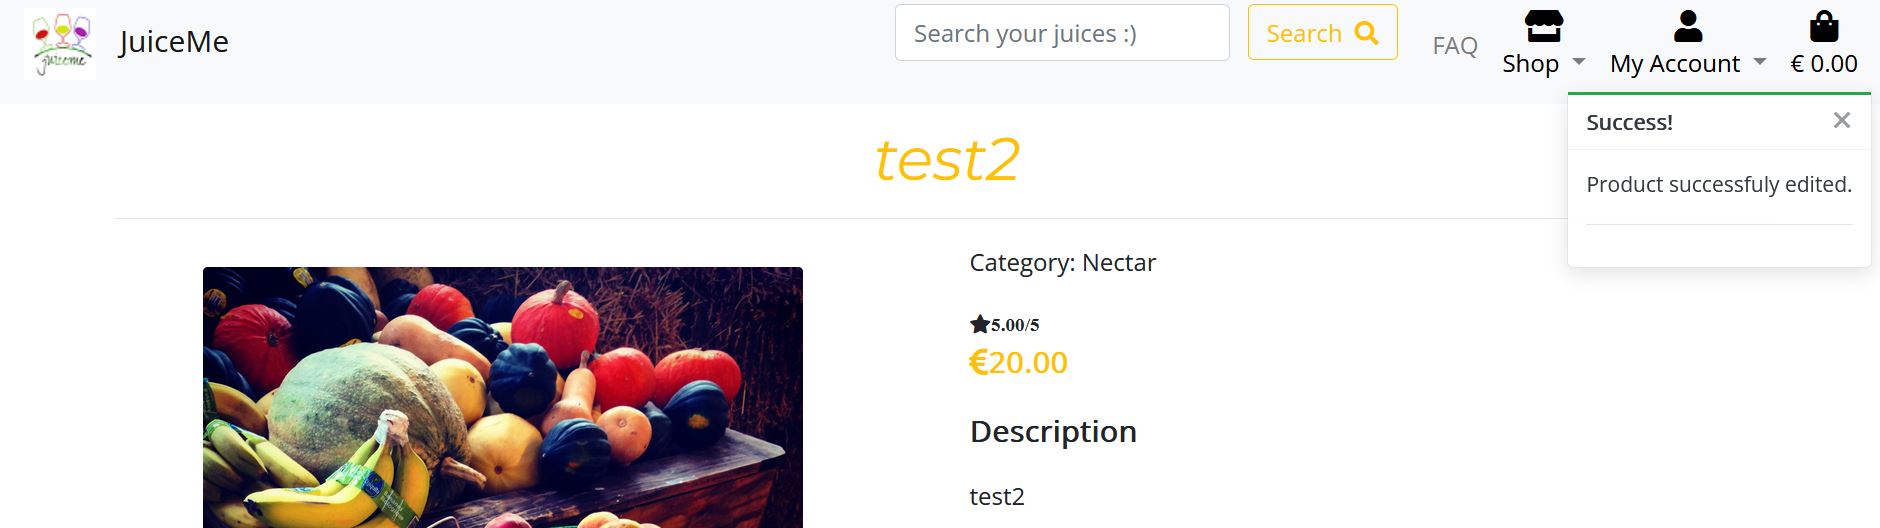 juiceme
JuiceMe
Search your juices :)
Search
FAQ
Shop
My Account
€ 0.00
Success!
Product successfuly edited.
test2
Category: Nectar
5.00/5
€20.00
Description
test2